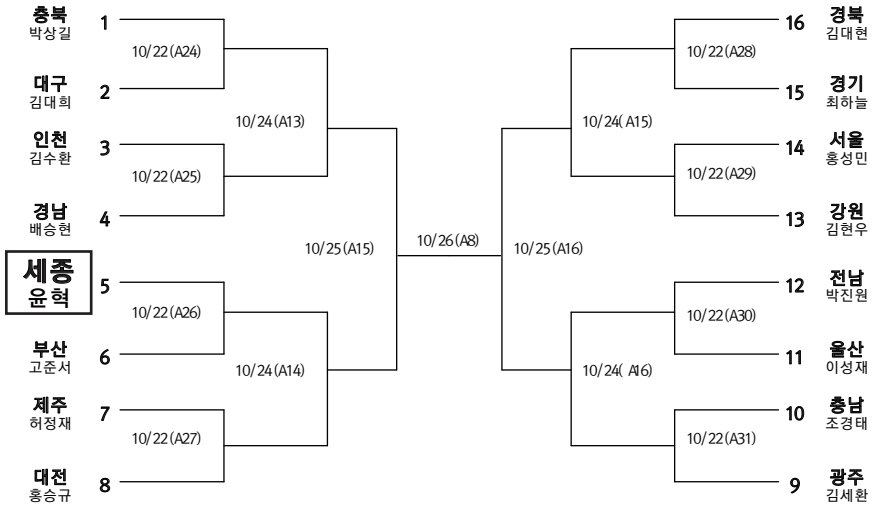 충북 1
박상길
10/22(A24)
대구 2
김대희
10/24(A13)
인천 3
김수환
10/22(A25)
경남 4
배승현
10/25(A15)
세종 5
윤혁
10/22(A26)
부산 6
고준서
10/24(A14)
제주 7
허정재
10/22(A27)
대전 8
홍승규
10/26(A8)
16 경북
김대현
10/22(A28)
15 경기
최하늘
10/24( A15)
14 서울
홍성민
10/22(A29)
13 강원
김현우
10/25(A16)
12 전남
박진원
10/22(A30)
11 울산
이성재
10/24( A16)
10 충남
조경태
10/22(A31)
9 광주
김세환